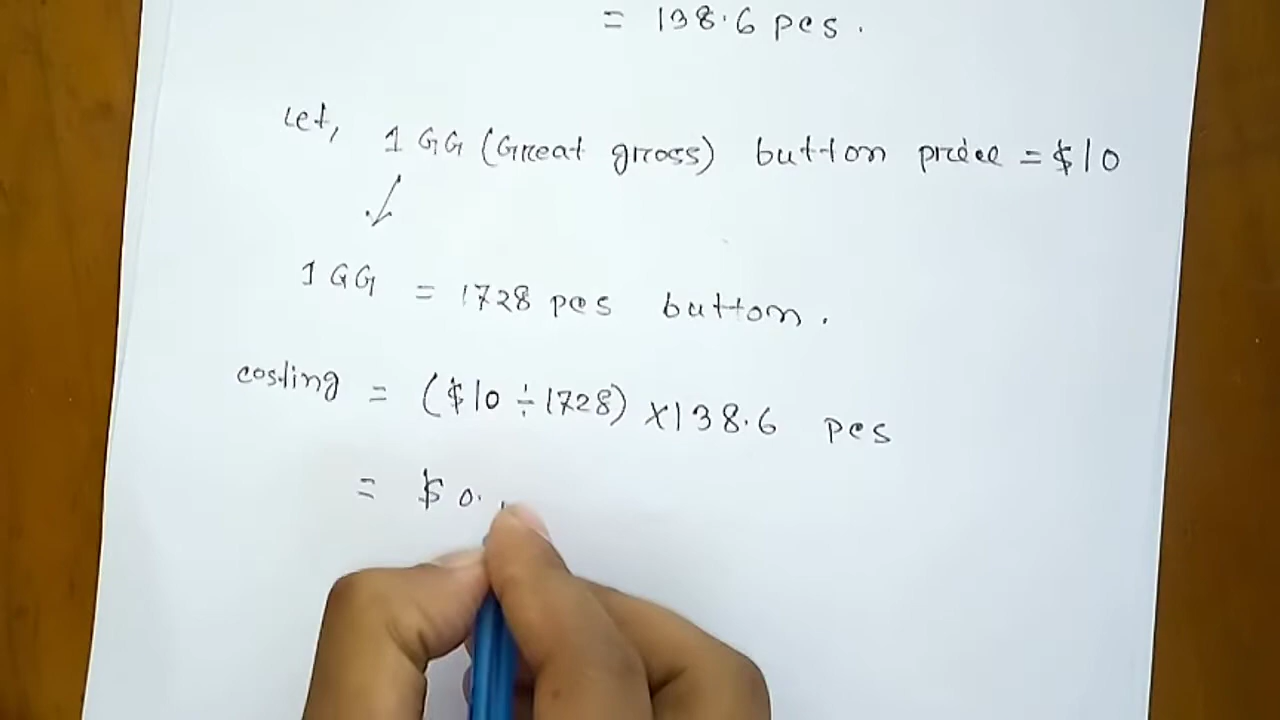 = 138.6 pcs.
Let, 1 GG (Great gross) button price = $10
1 GG = 1728 pcs button.
costing = ($10 ÷ 1728) × 138.6 pcs
= $0.